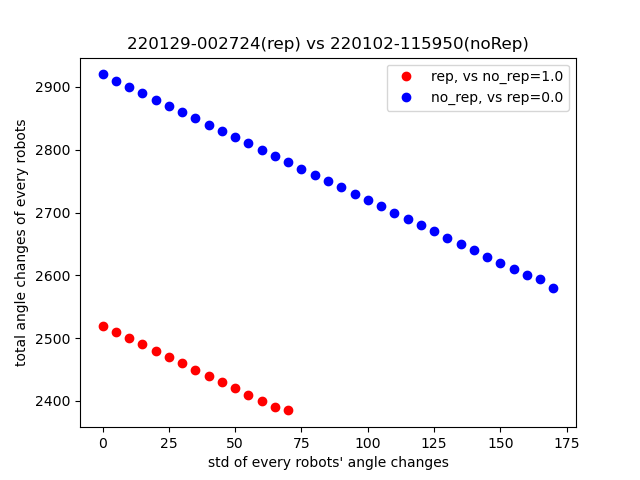 220129-002724(rep) vs 220102-115950(noRep)
rep, vs no_rep=1.0
no_rep, vs rep=0.0
total angle changes of every robots
2900
2800
2700
2600
2500
2400
0 25 50 75 100 125 150 175
std of every robots' angle changes